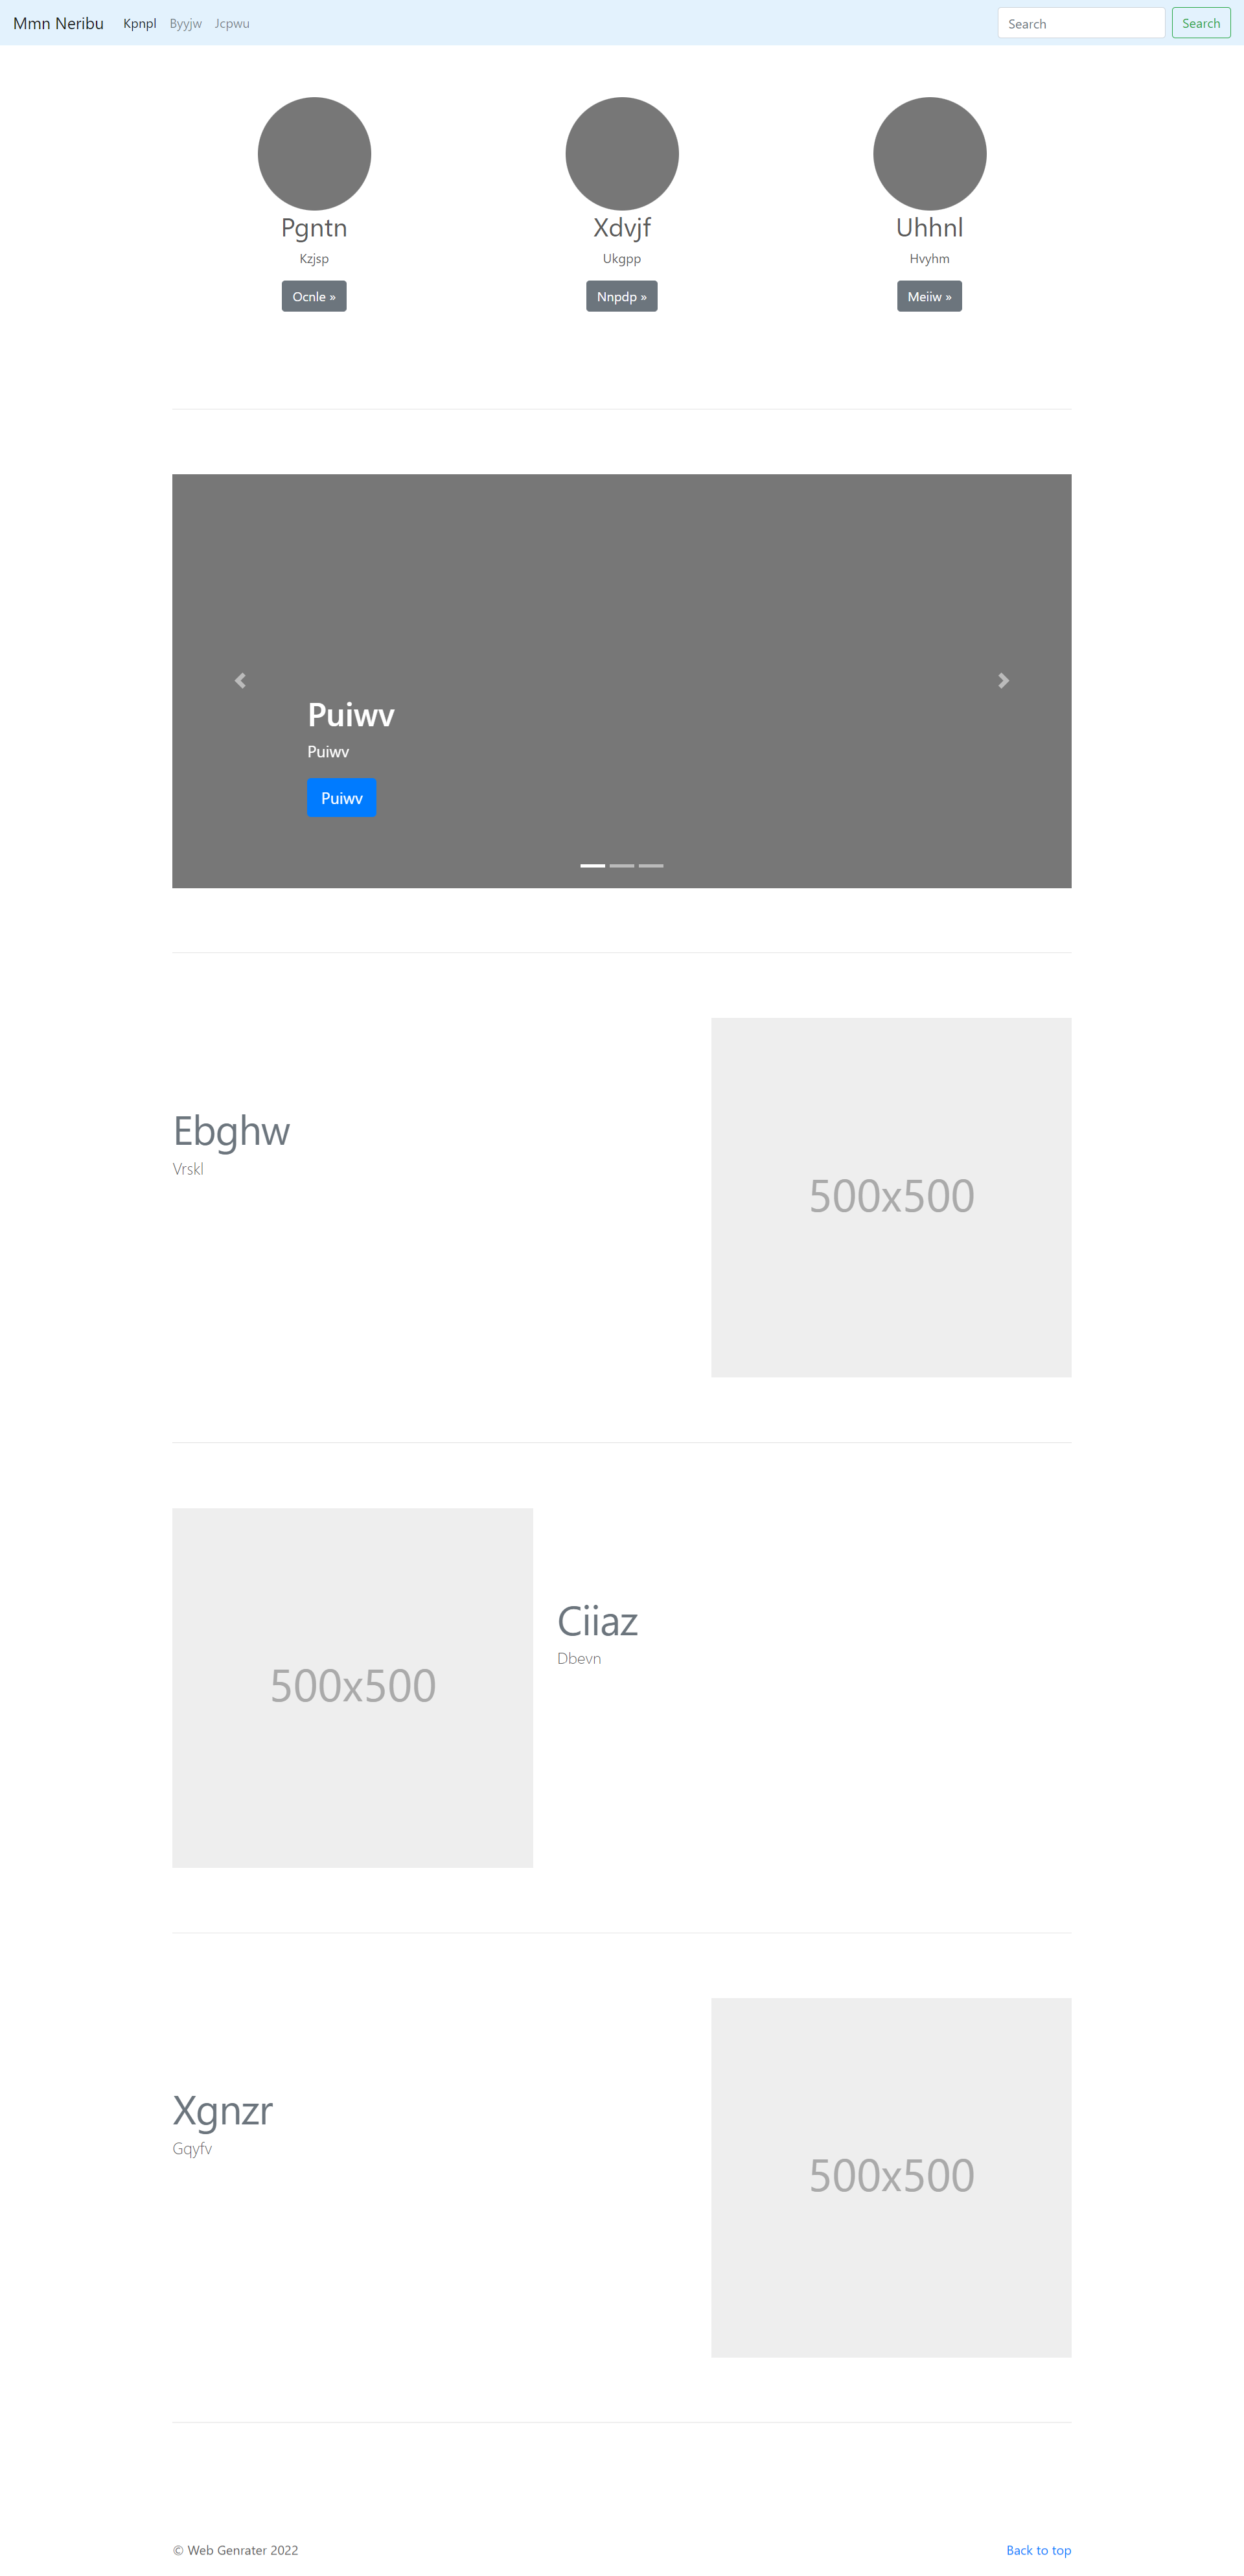 Mmn Neribu Kpnpl Byyjw Jcpwu Search Search
Pgntn Xdvjf Uhhnl
Kzjsp Ukgpp Hvyhm
Ocnle » Nnpdp » Meiiw »
Puiwv
Puiwv
Puiwv
Ebghw
Vrskl
500x500
Ciiaz
Dbevn
500x500
Xgnzr
Gqyfv
500x500
© Web Genrater 2022 Back to top